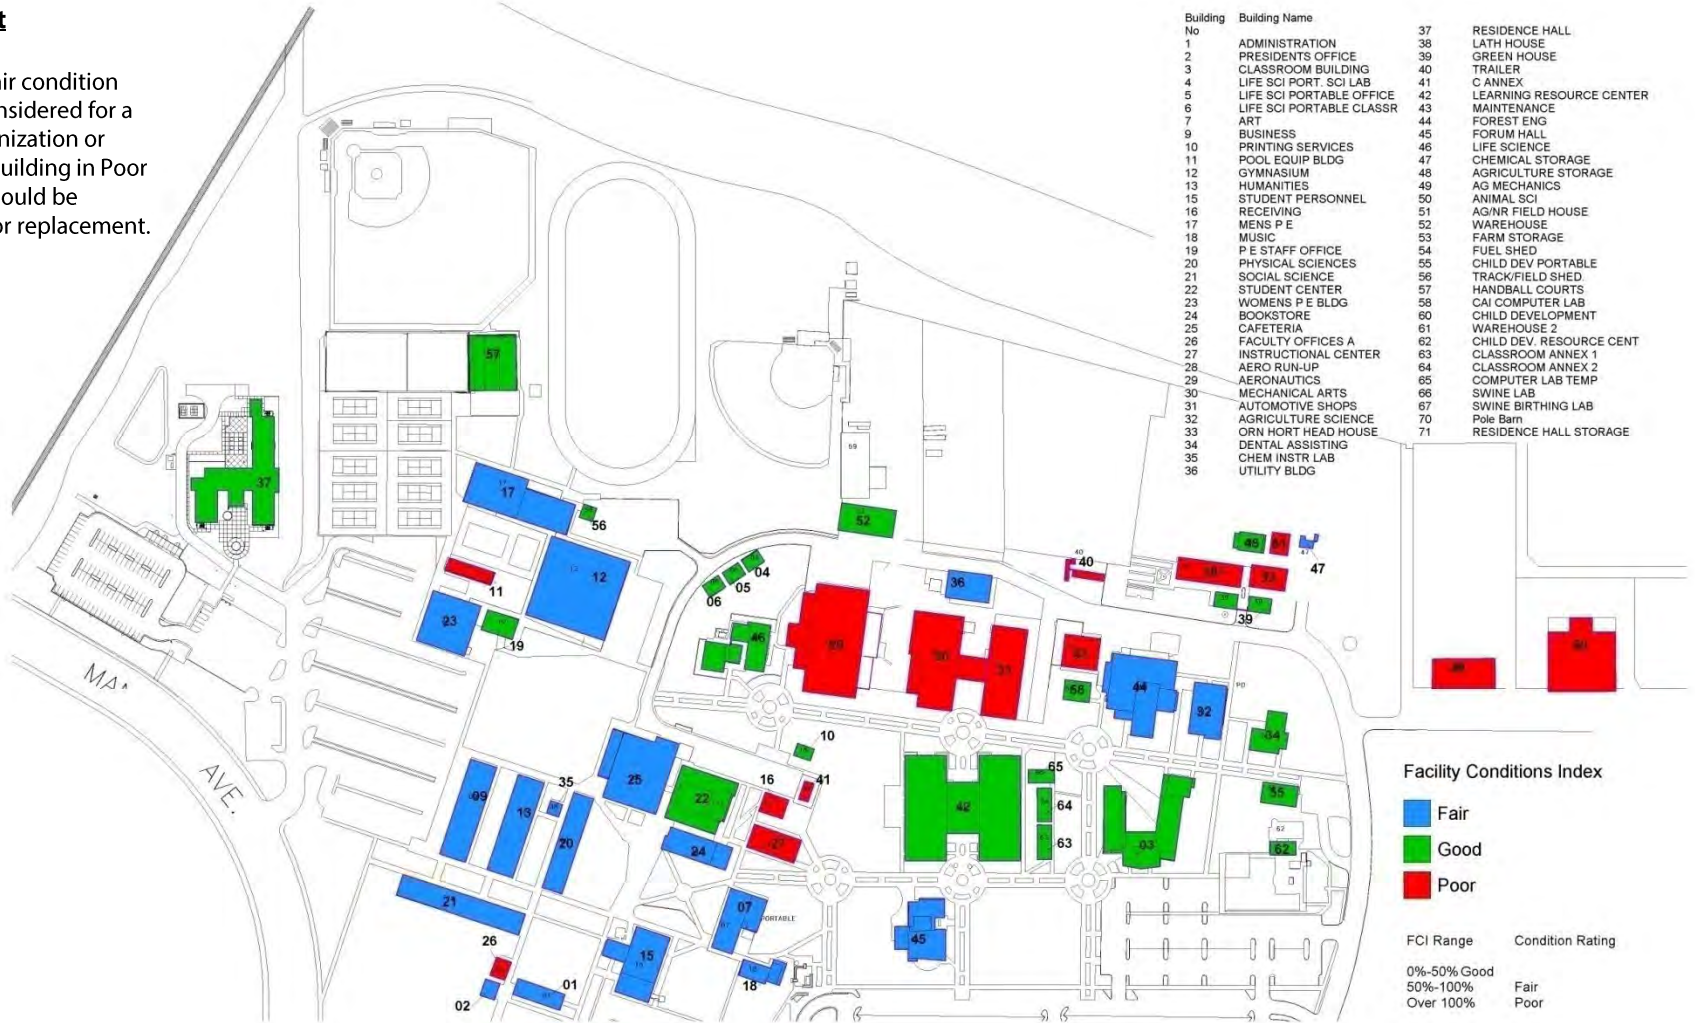 t
air condition
nsidered for a
nization or
uilding in Poor
ould be
or replacement.
Building No Building Name
1 ADMINISTRATION
2 PRESIDENTS OFFICE
3 CLASSROOM BUILDING
4 LIFE SCI PORT. SCI LAB
5 LIFE SCI PORTABLE OFFICE
6 LIFE SCI PORTABLE CLASSR
7 ART
9 BUSINESS
10 PRINTING SERVICES
11 POOL EQUIP BLDG
12 GYMNASIUM
13 HUMANITIES
15 STUDENT PERSONNEL
16 RECEIVING
17 MENS P E
18 MUSIC
19 P E STAFF OFFICE
20 PHYSICAL SCIENCES
21 SOCIAL SCIENCE
22 STUDENT CENTER
23 WOMENS P E BLDG
24 BOOKSTORE
25 CAFETERIA
26 FACULTY OFFICES A
27 INSTRUCTIONAL CENTER
28 AERO RUN-UP
29 AERONAUTICS
30 MECHANICAL ARTS
31 AUTOMOTIVE SHOPS
32 AGRICULTURE SCIENCE
33 ORN HORT HEAD HOUSE
34 DENTAL ASSISTING
35 CHEM INSTR LAB
36 UTILITY BLDG
37 RESIDENCE HALL
38 LATH HOUSE
39 GREEN HOUSE
40 TRAILER
41 C ANNEX
42 LEARNING RESOURCE CENTER
43 MAINTENANCE
44 FOREST ENG
45 FORUM HALL
46 LIFE SCIENCE
47 CHEMICAL STORAGE
48 AGRICULTURE STORAGE
49 AG MECHANICS
50 ANIMAL SCI
51 AG/NR FIELD HOUSE
52 WAREHOUSE
53 FARM STORAGE
54 FUEL SHED
55 CHILD DEV PORTABLE
56 TRACK/FIELD SHED
57 HANDBALL COURTS
58 CAI COMPUTER LAB
60 CHILD DEVELOPMENT
61 WAREHOUSE 2
62 CHILD DEV. RESOURCE CENT
63 CLASSROOM ANNEX 1
64 CLASSROOM ANNEX 2
65 COMPUTER LAB TEMP
66 SWINE LAB
67 SWINE BIRTHING LAB
70 Pole Barn
71 RESIDENCE HALL STORAGE
57
37
17
56
52
12
11
23
19
04
05
06
46
36
40
47
39
44
34
58
10
35
25
22
16
41
09
13
20
24
42
65
64
63
03
55
62
21
07
PORTABLE
45
26
15
01
02
18
AVE.
Facility Conditions Index
Fair
Good
Poor
FCI Range Condition Rating
0%-50% Good
50%-100% Fair
Over 100% Poor